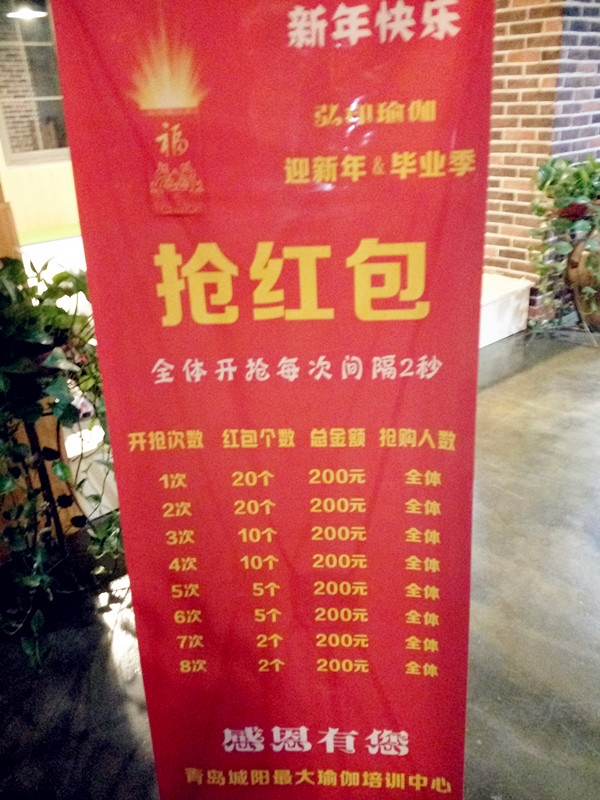 新年快乐
福
弘印瑜伽
迎新年&毕业季
抢红包
全体开抢每次间隔2秒
开抢次数 红包个数 总金额 抢购人数
1次 20个 200元 全体
2次 20个 200元 全体
3次 10个 200元 全体
4次 10个 200元 全体
5次 5个 200元 全体
6次 5个 200元 全体
7次 2个 200元 全体
8次 2个 200元 全体
感恩有您
青岛城阳最大瑜伽培训中心